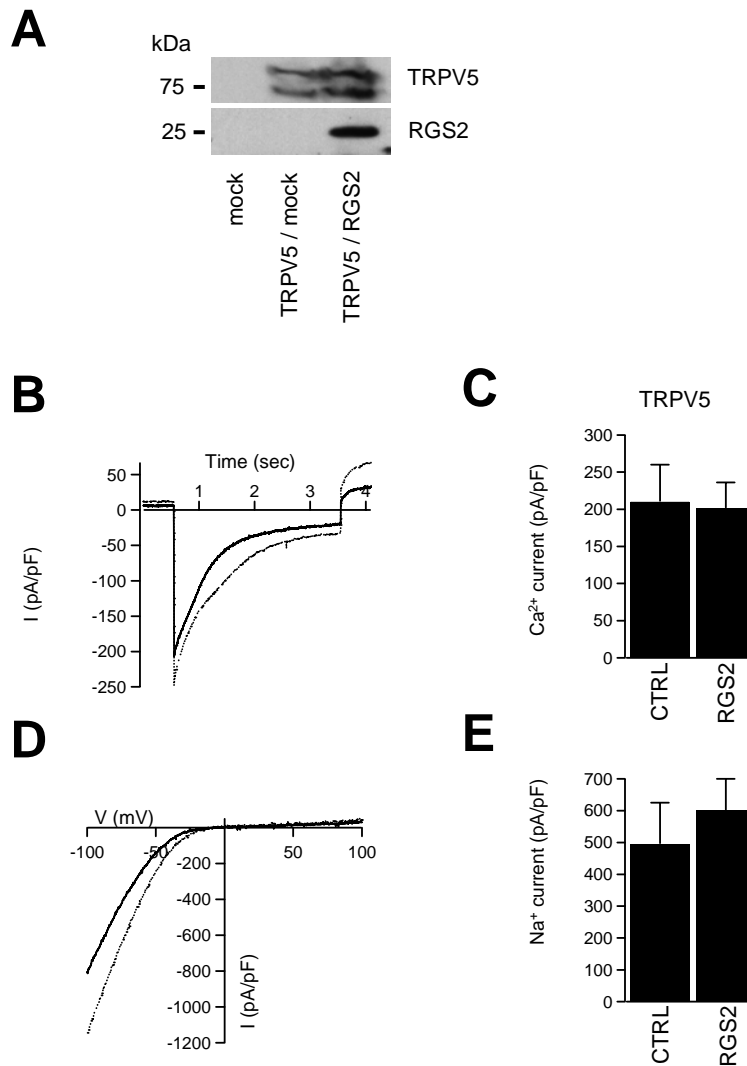 A
kDa
75
TRPV5
25
RGS2
mock
TRPV5 / mock
TRPV5 / RGS2
B
Time (sec)
50
0
-50
-100
-150
-200
-250
1
2
3
4
I (pA/pF)
C
TRPV5
300
250
200
150
100
50
0
Ca²⁺ current (pA/pF)
CTRL
RGS2
D
V (mV)
-100
-50
50
100
-200
-400
-600
-800
-1000
-1200
I (pA/pF)
E
700
600
500
400
300
200
100
0
Na⁺ current (pA/pF)
CTRL
RGS2